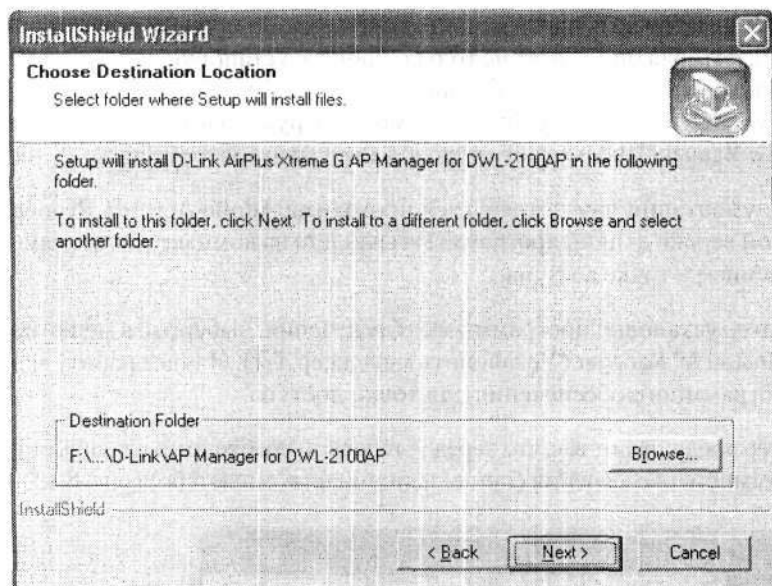 InstallShield Wizard
Choose Destination Location
Select folder where Setup will install files.
Setup will install D-Link AirPlus Xtreme G AP Manager for DWL-2100AP in the following
folder.
To install to this folder, click Next. To install to a different folder, click Browse and select
another folder.
Destination Folder
F:\...\D-Link\AP Manager for DWL-2100AP
Browse...
InstallShield
< Back
Next >
Cancel